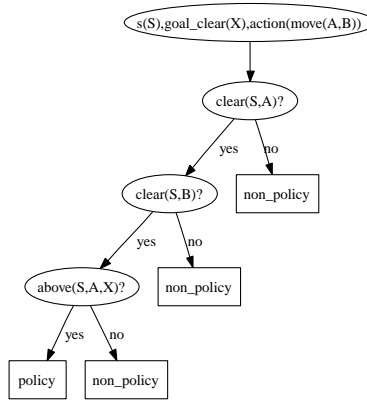 s(S),goal_clear(X),action(move(A,B))
clear(S,A)?
yes
no
clear(S,B)?
non_policy
yes
no
above(S,A,X)?
non_policy
yes
no
policy
non_policy